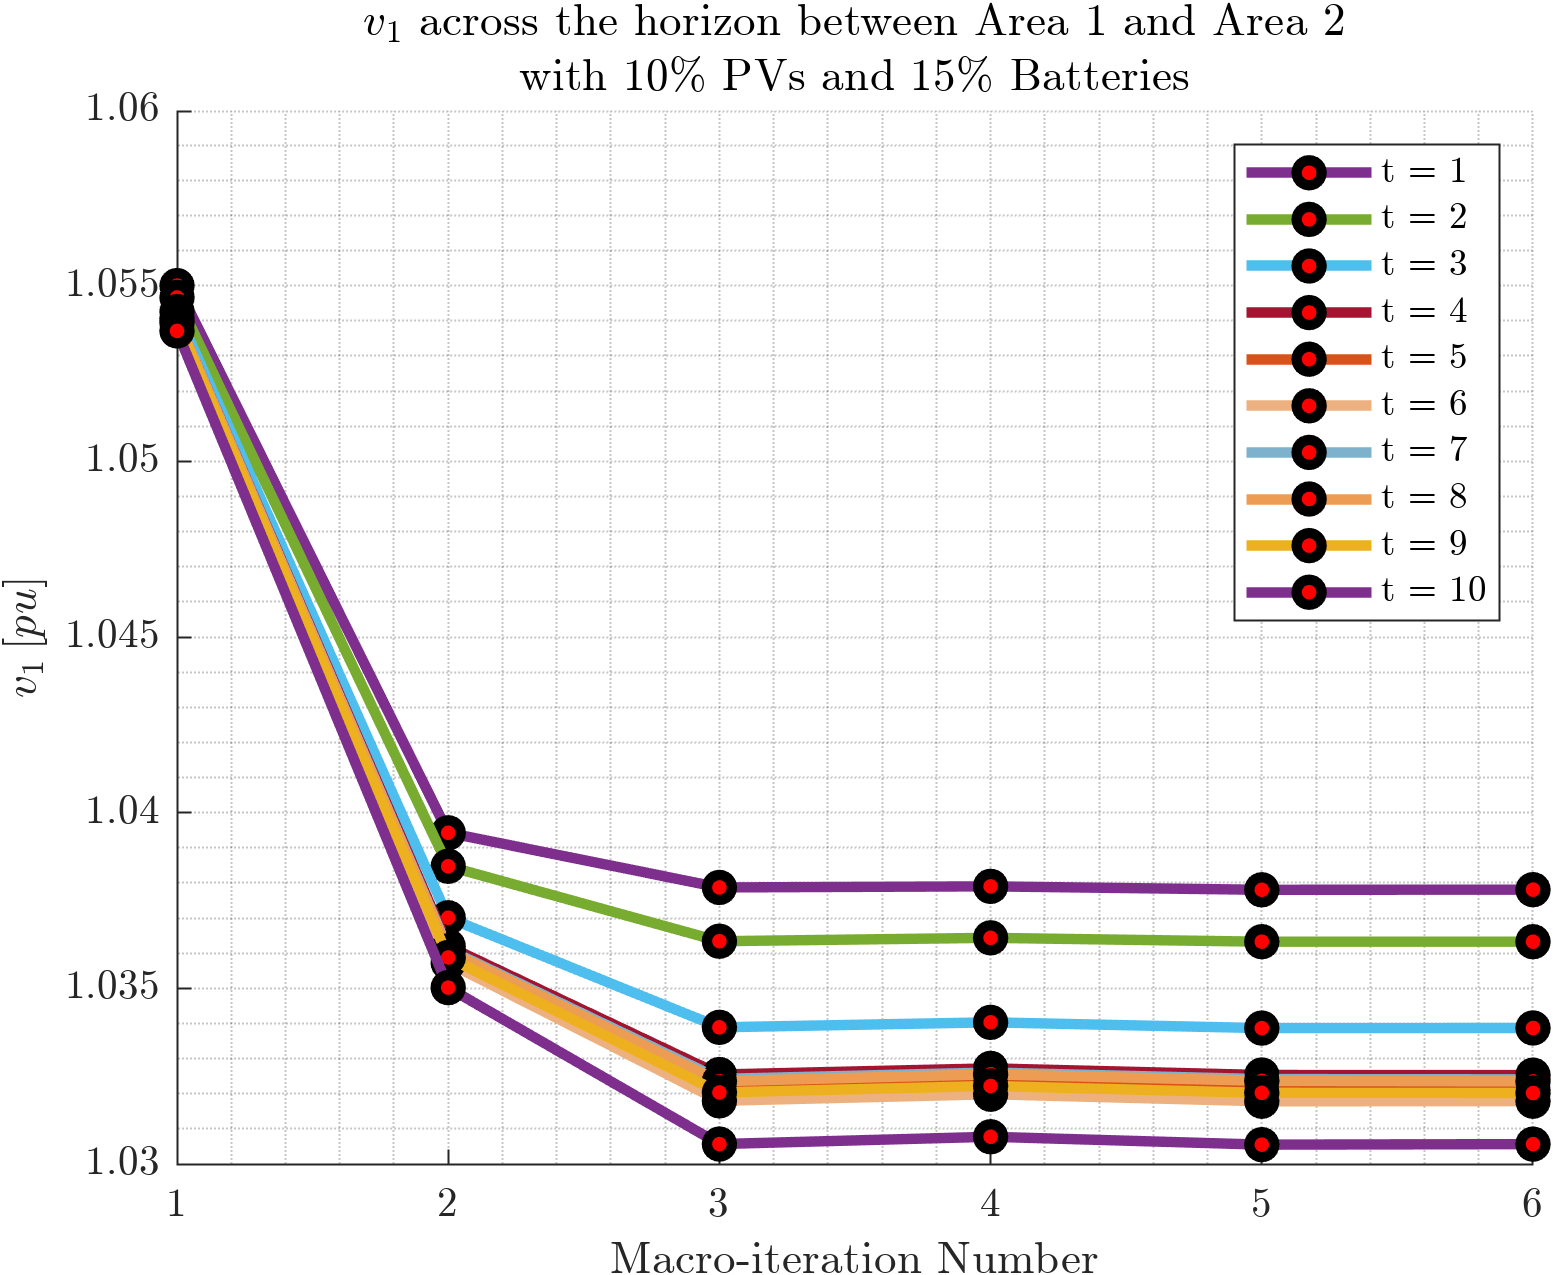 v₁ across the horizon between Area 1 and Area 2
with 10% PVs and 15% Batteries
1.06
1.055
1.05
1.045
1.04
1.035
1.03
v₁ [pu]
t = 1
t = 2
t = 3
t = 4
t = 5
t = 6
t = 7
t = 8
t = 9
t = 10
1 2 3 4 5 6
Macro-iteration Number